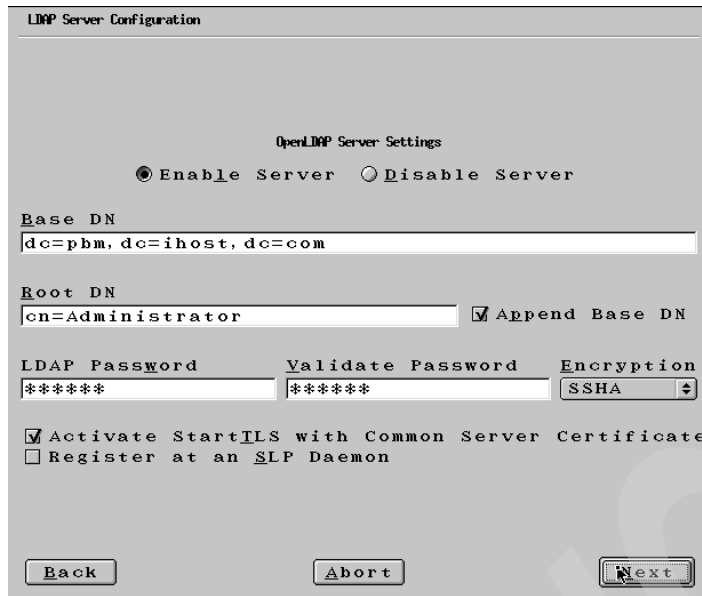 LDAP Server Configuration
OpenLDAP Server Settings
Enable Server Disable Server
Base DN
dc=pbm,dc=ihost,dc=com
Root DN
cn=Administrator Append Base DN
LDAP Password Validate Password Encryption
****** ****** SSHA
Activate StartTLS with Common Server Certificate
Register at an SLP Daemon
Back Abort Next